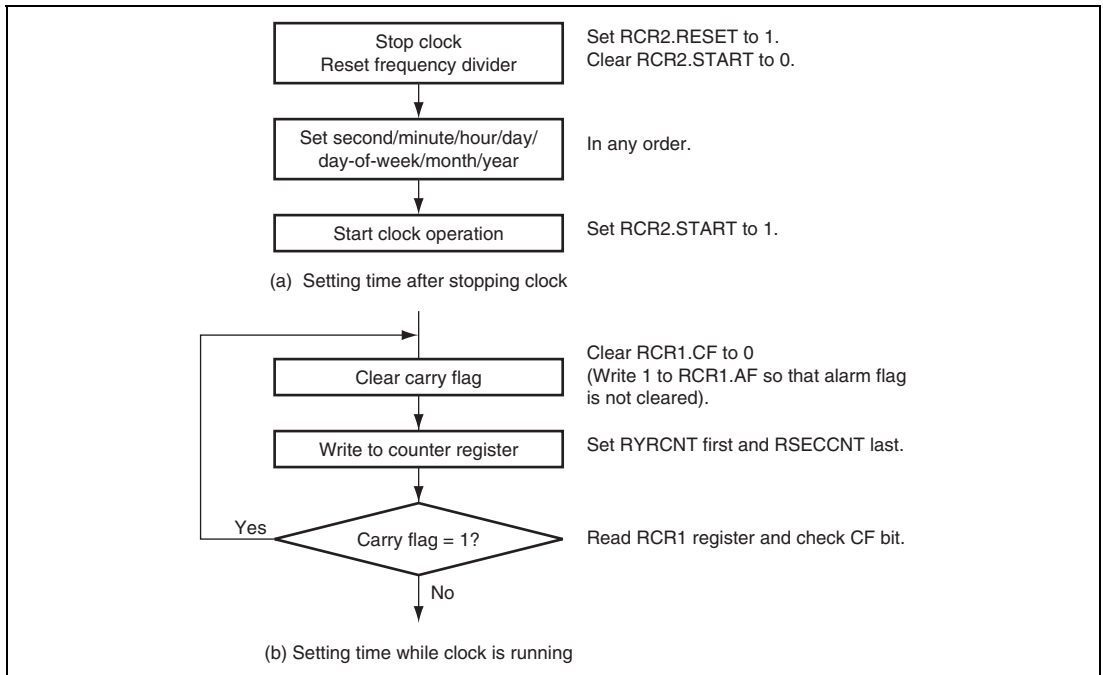 Stop clock
Reset frequency divider
Set RCR2.RESET to 1.
Clear RCR2.START to 0.
Set second/minute/hour/day/
day-of-week/month/year
In any order.
Start clock operation
Set RCR2.START to 1.
(a) Setting time after stopping clock
Clear carry flag
Clear RCR1.CF to 0
(Write 1 to RCR1.AF so that alarm flag
is not cleared).
Write to counter register
Set RYRCNT first and RSECCNT last.
Yes
Carry flag = 1?
Read RCR1 register and check CF bit.
No
(b) Setting time while clock is running